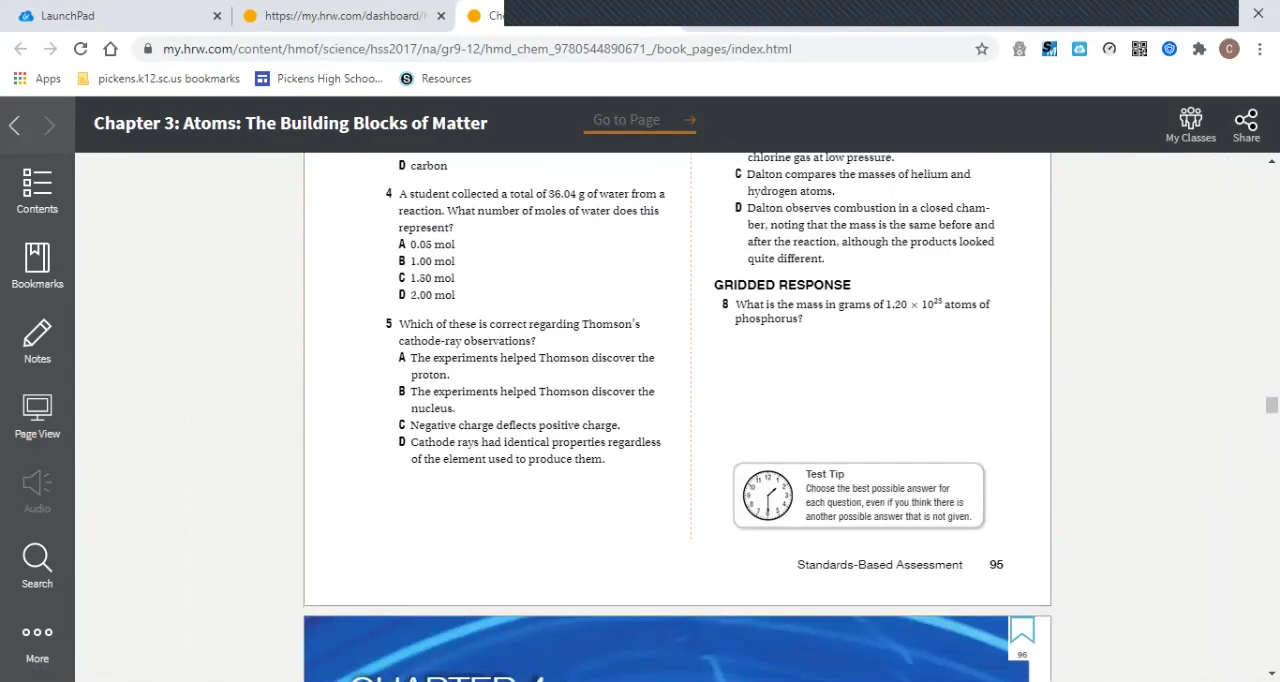 LaunchPad
https://my.hrw.com/dashboard/
my.hrw.com/content/hmof/science/hss2017/na/gr9-12/hmd_chem_9780544890671_/book_pages/index.html
C
Apps
pickens.k12.sc.us bookmarks
Pickens High Schoo...
Resources
Chapter 3: Atoms: The Building Blocks of Matter
Go to Page
My Classes
Share
Contents
Bookmarks
Notes
Page View
Audio
Search
More
D carbon
4 A student collected a total of 36.04 g of water from a
reaction. What number of moles of water does this
represent?
A 0.05 mol
B 1.00 mol
C 1.50 mol
D 2.00 mol
5 Which of these is correct regarding Thomson's
cathode-ray observations?
A The experiments helped Thomson discover the
proton.
B The experiments helped Thomson discover the
nucleus.
C Negative charge deflects positive charge.
D Cathode rays had identical properties regardless
of the element used to produce them.
chlorine gas at low pressure.
C Dalton compares the masses of helium and
hydrogen atoms.
D Dalton observes combustion in a closed cham-
ber, noting that the mass is the same before and
after the reaction, although the products looked
quite different.
GRIDDED RESPONSE
8 What is the mass in grams of 1.20 × 10²³ atoms of
phosphorus?
Test Tip
Choose the best possible answer for
each question, even if you think there is
another possible answer that is not given.
Standards-Based Assessment 95
96
CHAPTER 4